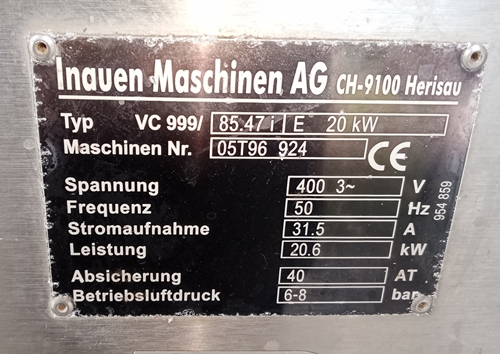 Inauen Maschinen AG CH-9100 Herisau
Typ VC 999/ 85.47 i E 20 kW
Maschinen Nr. 05T96 924 CE
Spannung 400 3~ V
Frequenz 50 Hz
Stromaufnahme 31.5 A
Leistung 20.6 kW
Absicherung 40 AT
Betriebsluftdruck 6-8 bar
954 859